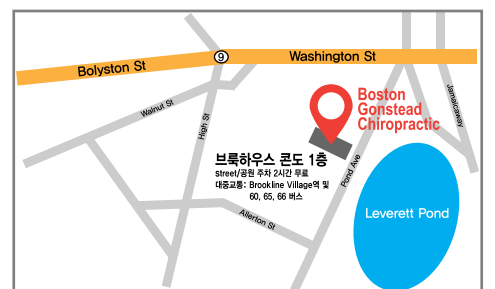 Bolyston St
9
Washington St
Boston
Gonstead
Chiropractic
Walnut St
High St
Jamaicaway
브룩하우스 콘도 1층
street/공원 주차 2시간 무료
대중교통: Brookline Village역 및
60, 65, 66 버스
Pond Ave
Allerton St
Leverett Pond